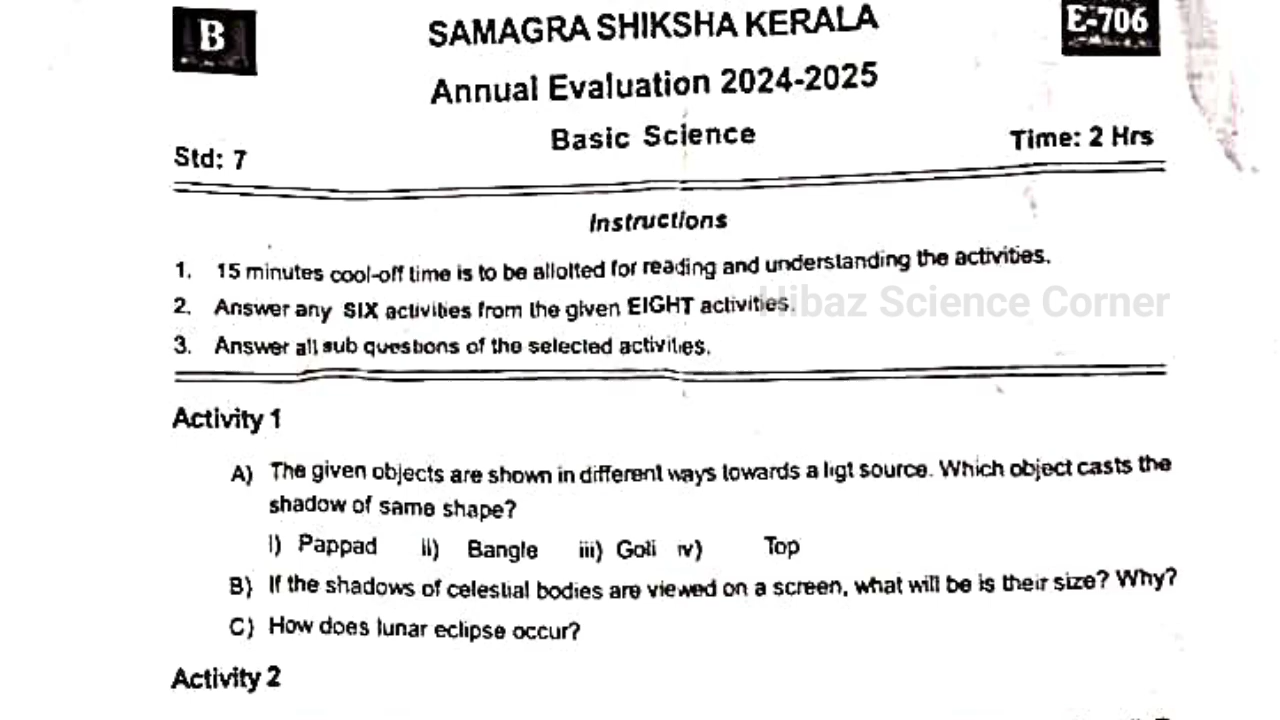 B
SAMAGRA SHIKSHA KERALA
E-706
Annual Evaluation 2024-2025
Basic Science
Std: 7
Time: 2 Hrs
Instructions
1. 15 minutes cool-off time is to be allotted for reading and understanding the activities.
2. Answer any SIX activities from the given EIGHT activities.
Hibaz Science Corner
3. Answer all sub questions of the selected activities.
Activity 1
A) The given objects are shown in different ways towards a ligt source. Which object casts the
shadow of same shape?
i) Pappad ii) Bangle iii) Goli iv) Top
B) If the shadows of celestial bodies are viewed on a screen, what will be is their size? Why?
C) How does lunar eclipse occur?
Activity 2